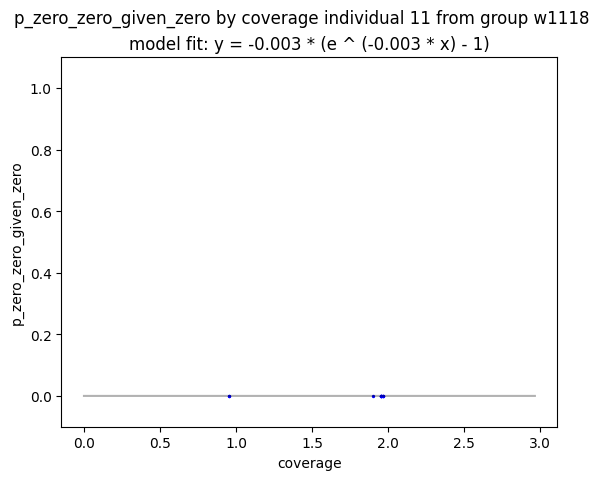 p_zero_zero_given_zero by coverage individual 11 from group w1118
model fit: y = -0.003 * (e ^ (-0.003 * x) - 1)
1.0
0.8
0.6
0.4
0.2
0.0
p_zero_zero_given_zero
0.0 0.5 1.0 1.5 2.0 2.5 3.0
coverage